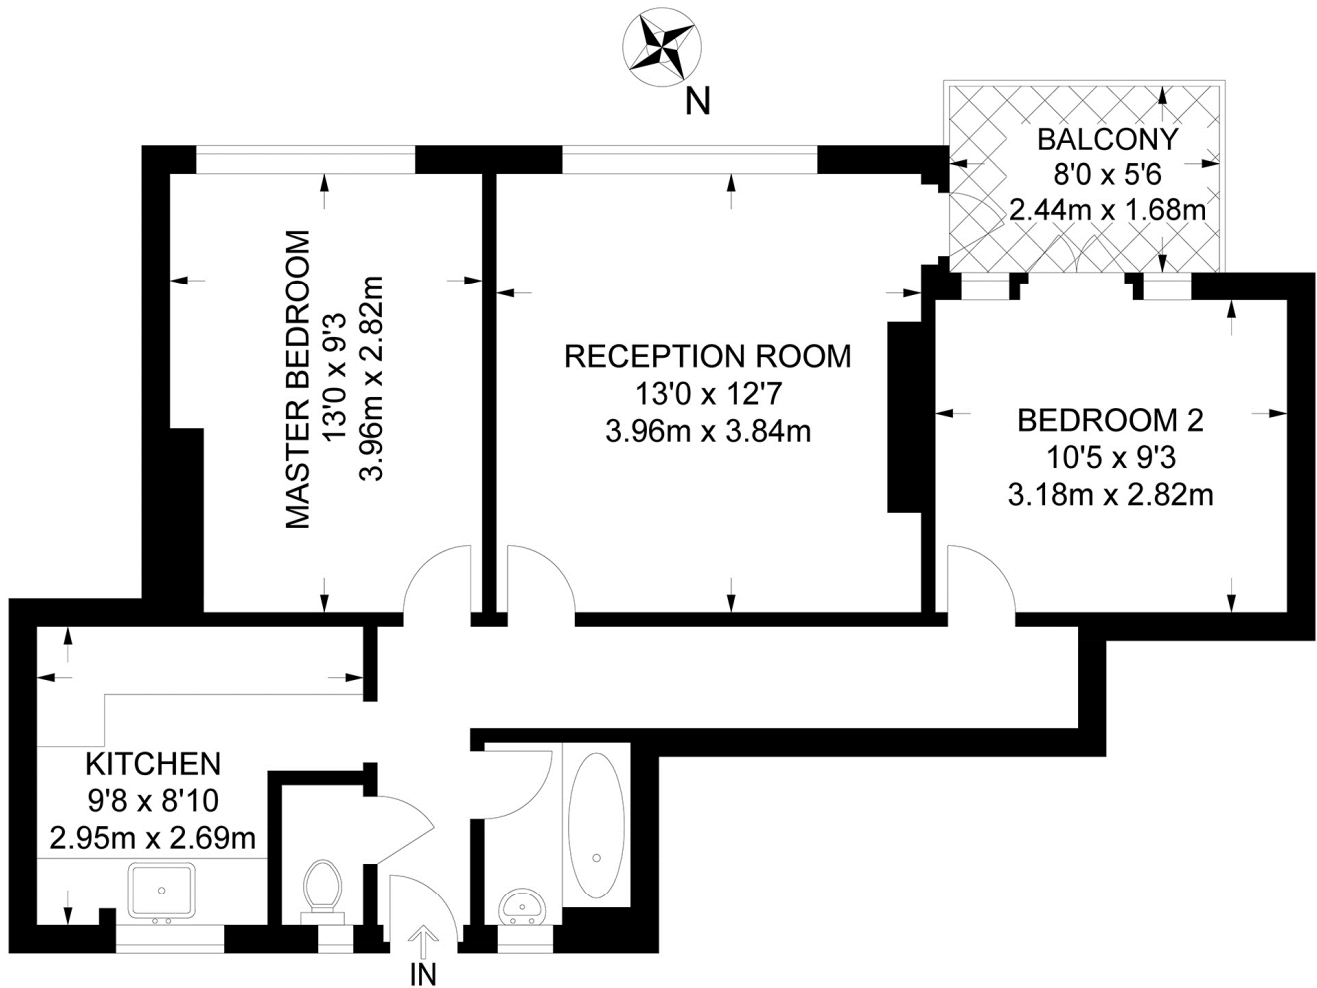 N
BALCONY
8'0 x 5'6
2.44m x 1.68m
MASTER BEDROOM
13'0 x 9'3
3.96m x 2.82m
RECEPTION ROOM
13'0 x 12'7
3.96m x 3.84m
BEDROOM 2
10'5 x 9'3
3.18m x 2.82m
KITCHEN
9'8 x 8'10
2.95m x 2.69m
IN